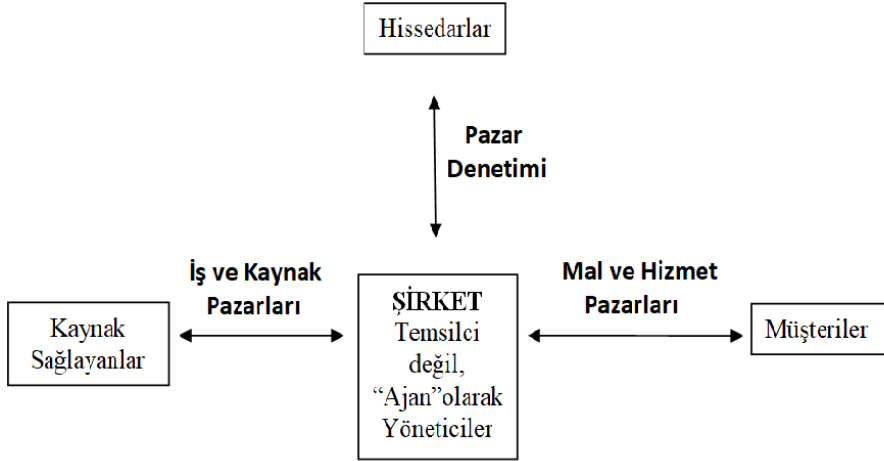 Hissedarlar
Pazar
Denetimi
İş ve Kaynak
Pazarları
Mal ve Hizmet
Pazarları
Kaynak
Sağlayanlar
ŞİRKET
Temsilci
değil,
“Ajan”olarak
Yöneticiler
Müşteriler